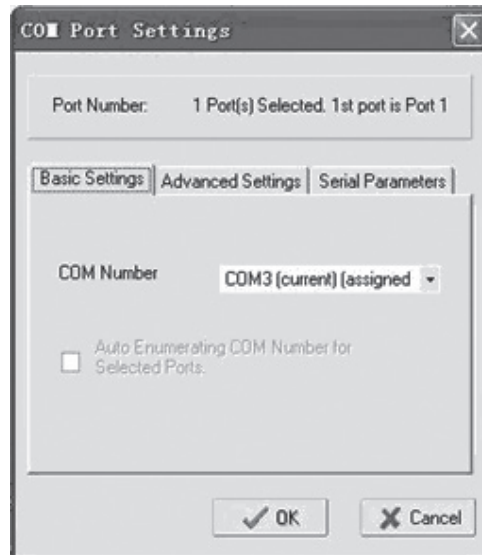 COM Port Settings
Port Number: 1 Port(s) Selected. 1st port is Port 1
Basic Settings Advanced Settings Serial Parameters
COM Number COM3 (current) (assigned
Auto Enumerating COM Number for
Selected Ports.
OK Cancel